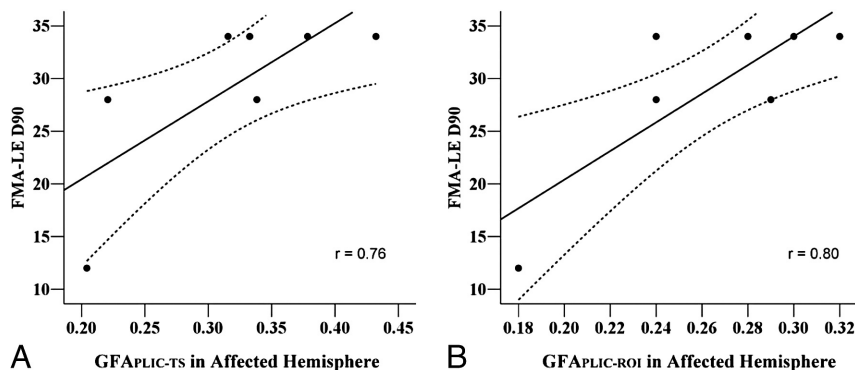 35
30
25
20
15
10
FMA-LE D90
r = 0.76
0.20 0.25 0.30 0.35 0.40 0.45
A GFAPLIC-TS in Affected Hemisphere
35
30
25
20
15
10
FMA-LE D90
r = 0.80
0.18 0.20 0.22 0.24 0.26 0.28 0.30 0.32
B GFAPLIC-ROI in Affected Hemisphere